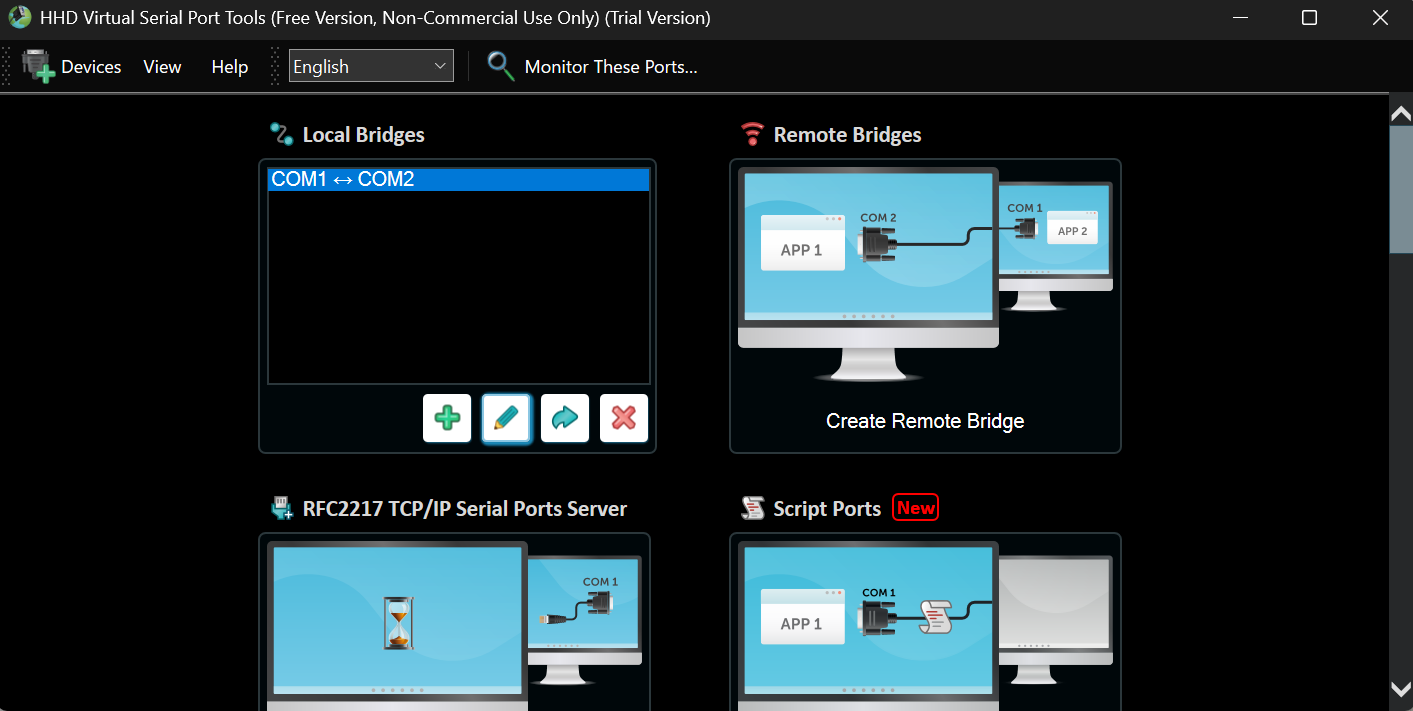 HHD Virtual Serial Port Tools (Free Version, Non-Commercial Use Only) (Trial Version)
Devices View Help English Monitor These Ports...
Local Bridges
COM1 ↔ COM2
Remote Bridges
COM 2
APP 1
COM 1
APP 2
Create Remote Bridge
RFC2217 TCP/IP Serial Ports Server
COM 1
Script Ports New
COM 1
APP 1